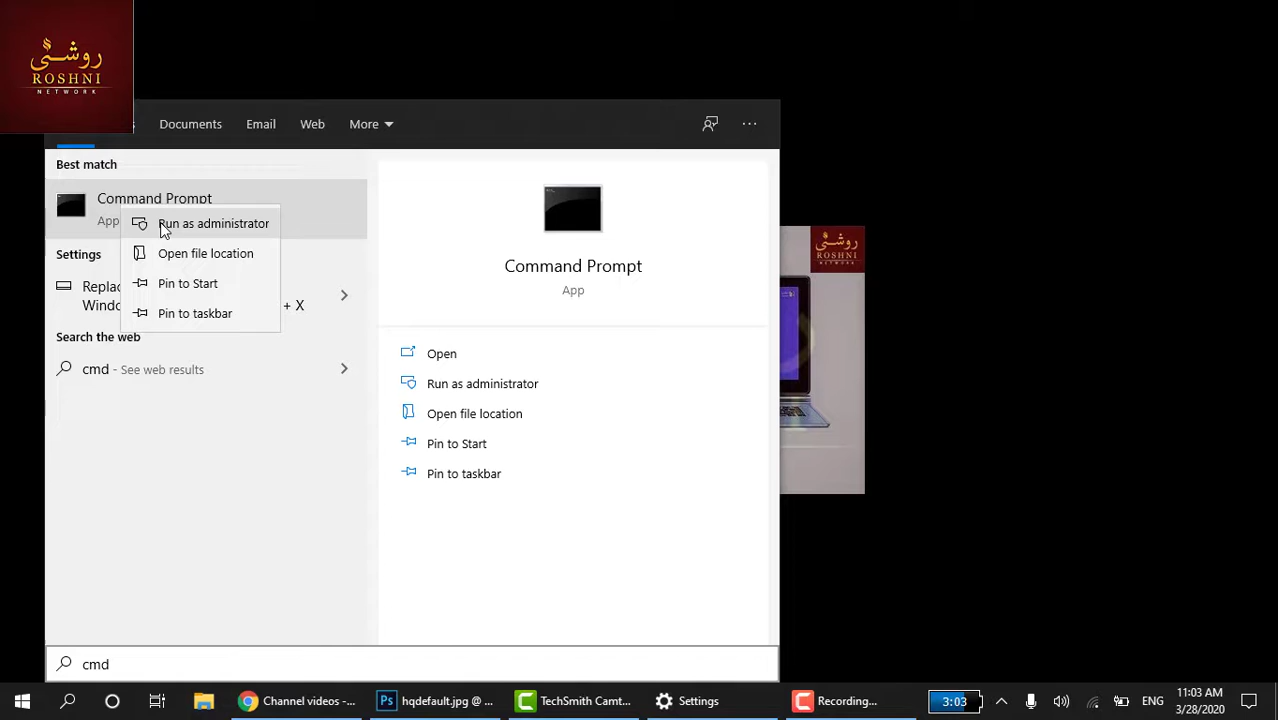 روشنی
ROSHNI
NETWORK
Documents
Email
Web
More
Best match
Command Prompt
App
Run as administrator
Open file location
Pin to Start
Pin to taskbar
Settings
Replac
Windo
+ X
Search the web
cmd - See web results
Command Prompt
App
Open
Run as administrator
Open file location
Pin to Start
Pin to taskbar
روشنی
ROSHNI
cmd
Channel videos -...
hqdefault.jpg @ ...
TechSmith Camt...
Settings
Recording...
3:03
ENG
11:03 AM
3/28/2020